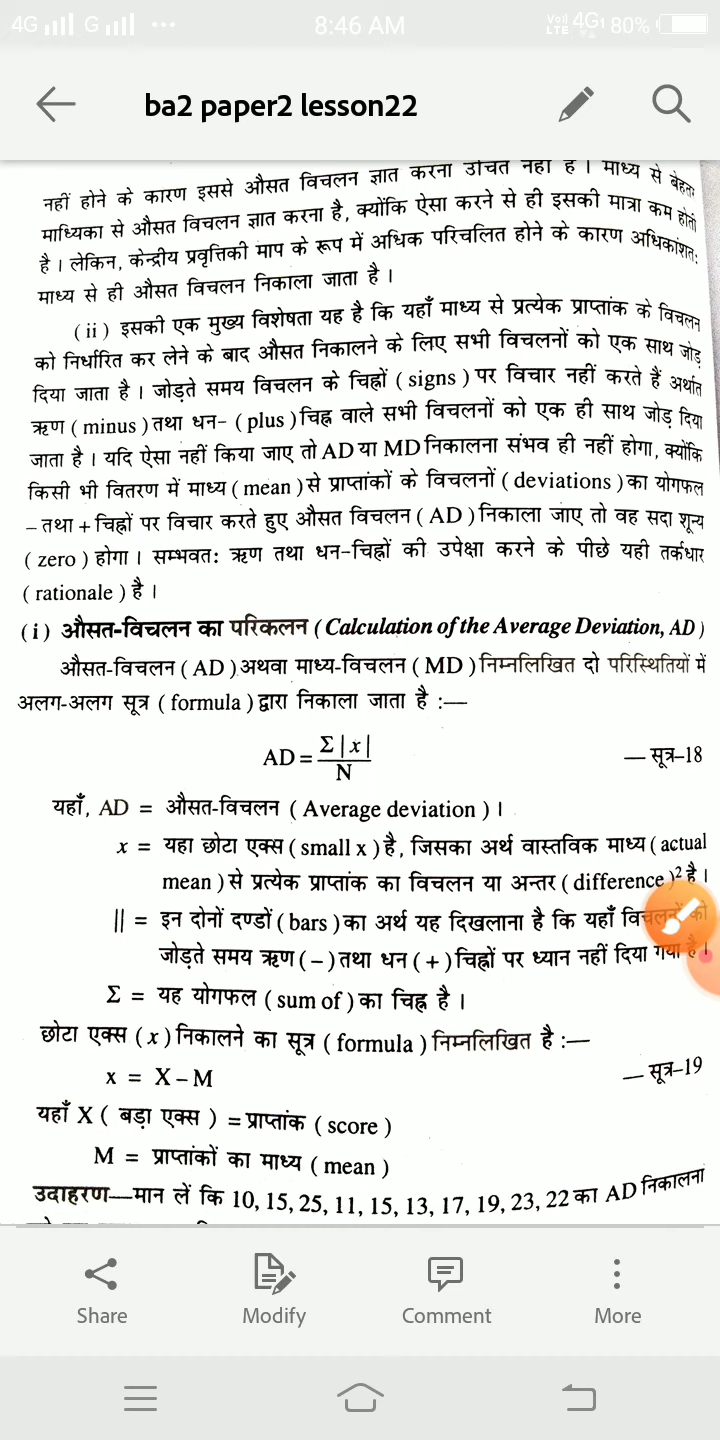 4G G ... 8:46 AM VoLTE 4G 80%
ba2 paper2 lesson22
नहीं होने के कारण इससे औसत विचलन ज्ञात करना उचित नहीं है । माध्य से बेहतर
माध्यिका से औसत विचलन ज्ञात करना है, क्योंकि ऐसा करने से ही इसकी मात्रा कम होती
है । लेकिन, केन्द्रीय प्रवृत्तिकी माप के रूप में अधिक परिचलित होने के कारण अधिकांशत:
माध्य से ही औसत विचलन निकाला जाता है ।
(ii) इसकी एक मुख्य विशेषता यह है कि यहाँ माध्य से प्रत्येक प्राप्तांक के विचलन
को निर्धारित कर लेने के बाद औसत निकालने के लिए सभी विचलनों को एक साथ जोड़
दिया जाता है । जोड़ते समय विचलन के चिह्नों (signs) पर विचार नहीं करते हैं अर्थात
ऋण (minus) तथा धन- (plus) चिह्न वाले सभी विचलनों को एक ही साथ जोड़ दिया
जाता है । यदि ऐसा नहीं किया जाए तो AD या MD निकालना संभव ही नहीं होगा, क्योंकि
किसी भी वितरण में माध्य (mean) से प्राप्तांकों के विचलनों (deviations) का योगफल
– तथा + चिह्नों पर विचार करते हुए औसत विचलन (AD) निकाला जाए तो वह सदा शून्य
(zero) होगा । सम्भवत: ऋण तथा धन-चिह्नों की उपेक्षा करने के पीछे यही तर्कधार
(rationale) है ।
(i) औसत-विचलन का परिकलन (Calculation of the Average Deviation, AD)
औसत-विचलन (AD) अथवा माध्य-विचलन (MD) निम्नलिखित दो परिस्थितियों में
अलग-अलग सूत्र (formula) द्वारा निकाला जाता है :—
AD = Σ|x| / N — सूत्र-18
यहाँ, AD = औसत-विचलन (Average deviation) ।
x = यहा छोटा एक्स (small x) है, जिसका अर्थ वास्तविक माध्य (actual
mean) से प्रत्येक प्राप्तांक का विचलन या अन्तर (difference)² है ।
|| = इन दोनों दण्डों (bars) का अर्थ यह दिखलाना है कि यहाँ विचलनों को
जोड़ते समय ऋण (–) तथा धन (+) चिह्नों पर ध्यान नहीं दिया गया है ।
Σ = यह योगफल (sum of) का चिह्न है ।
छोटा एक्स (x) निकालने का सूत्र (formula) निम्नलिखित है :—
x = X – M — सूत्र-19
यहाँ X (बड़ा एक्स) = प्राप्तांक (score)
M = प्राप्तांकों का माध्य (mean)
उदाहरण—मान लें कि 10, 15, 25, 11, 15, 13, 17, 19, 23, 22 का AD निकालना
Share Modify Comment More